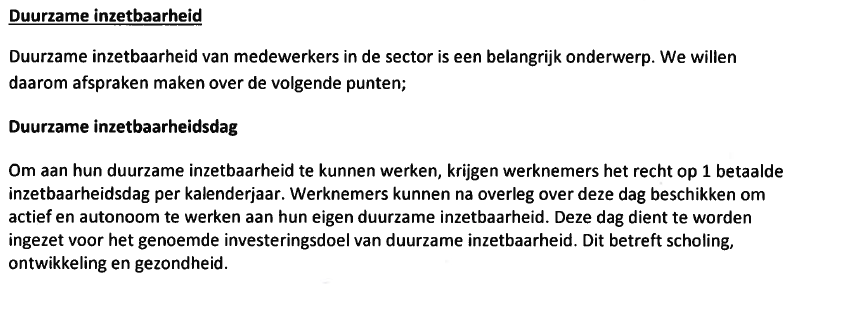 Duurzame inzetbaarheid
Duurzame inzetbaarheid van medewerkers in de sector is een belangrijk onderwerp. We willen
daarom afspraken maken over de volgende punten;
Duurzame inzetbaarheidsdag
Om aan hun duurzame inzetbaarheid te kunnen werken, krijgen werknemers het recht op 1 betaalde
inzetbaarheidsdag per kalenderjaar. Werknemers kunnen na overleg over deze dag beschikken om
actief en autonoom te werken aan hun eigen duurzame inzetbaarheid. Deze dag dient te worden
ingezet voor het genoemde investeringsdoel van duurzame inzetbaarheid. Dit betreft scholing,
ontwikkeling en gezondheid.